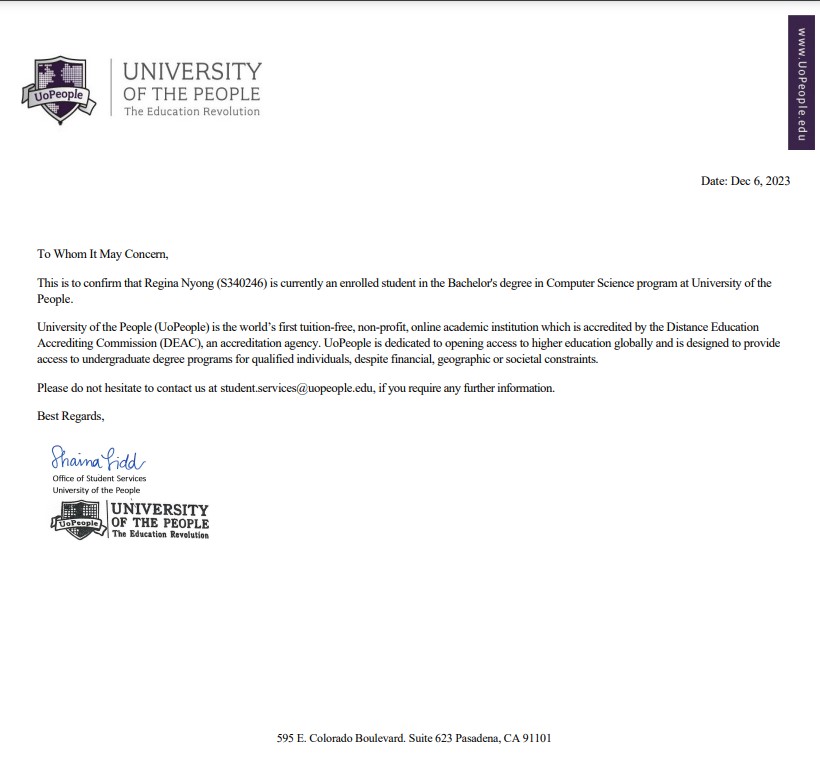 www.UoPeople.edu
UoPeople
UNIVERSITY
OF THE PEOPLE
The Education Revolution
Date: Dec 6, 2023
To Whom It May Concern,
This is to confirm that Regina Nyong (S340246) is currently an enrolled student in the Bachelor's degree in Computer Science program at University of the
People.
University of the People (UoPeople) is the world’s first tuition-free, non-profit, online academic institution which is accredited by the Distance Education
Accrediting Commission (DEAC), an accreditation agency. UoPeople is dedicated to opening access to higher education globally and is designed to provide
access to undergraduate degree programs for qualified individuals, despite financial, geographic or societal constraints.
Please do not hesitate to contact us at student.services@uopeople.edu, if you require any further information.
Best Regards,
Shaina Lidd
Office of Student Services
University of the People
UoPeople
UNIVERSITY
OF THE PEOPLE
The Education Revolution
595 E. Colorado Boulevard. Suite 623 Pasadena, CA 91101